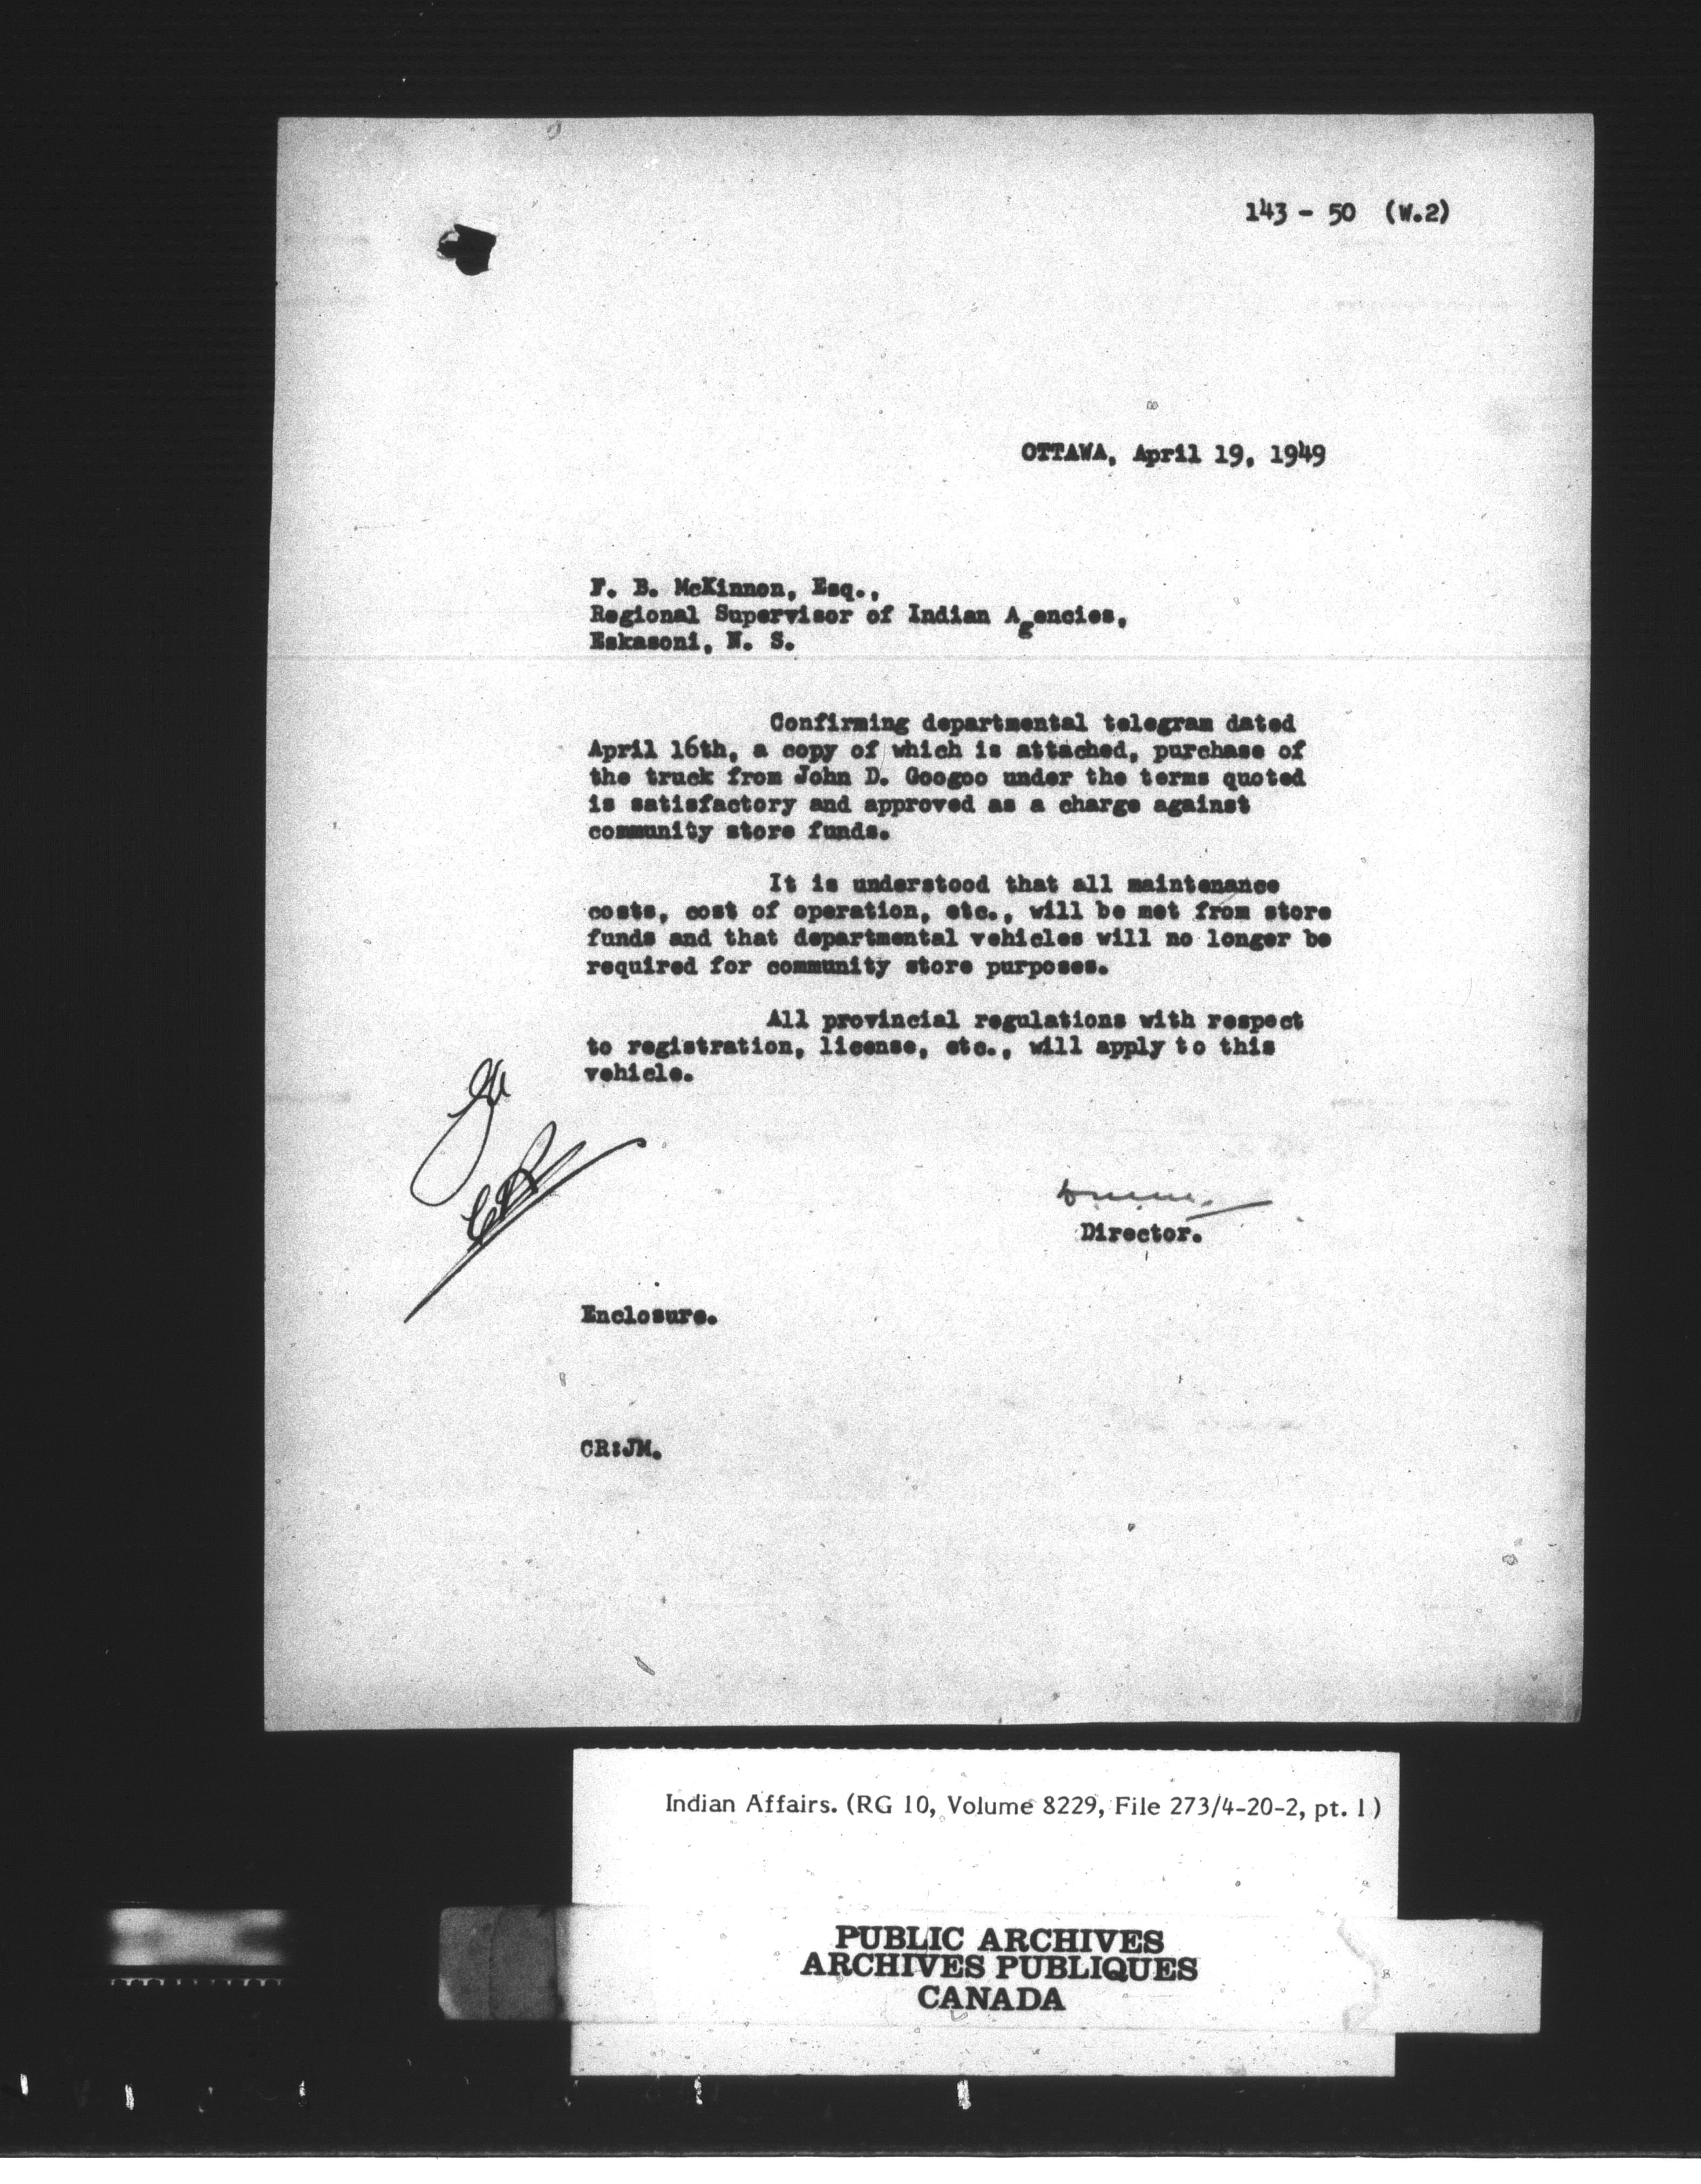 143 - 50 (W.2)
OTTAWA, April 19, 1949
F. B. McKinnon, Esq.,
Regional Supervisor of Indian Agencies,
Eskasoni, N. S.
Confirming departmental telegram dated
April 16th, a copy of which is attached, purchase of
the truck from John D. Googoo under the terms quoted
is satisfactory and approved as a charge against
community store funds.
It is understood that all maintenance
costs, cost of operation, etc., will be met from store
funds and that departmental vehicles will no longer be
required for community store purposes.
All provincial regulations with respect
to registration, license, etc., will apply to this
vehicle.
Director.
Enclosure.
CR:JM.
Indian Affairs. (RG 10, Volume 8229, File 273/4-20-2, pt. 1)
PUBLIC ARCHIVES
ARCHIVES PUBLIQUES
CANADA